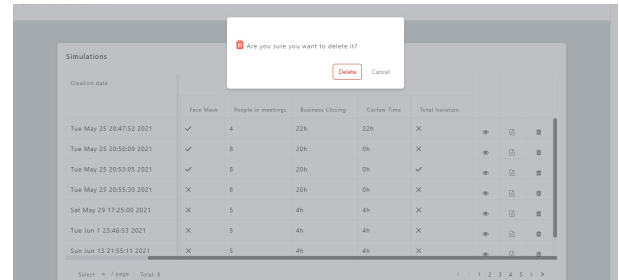 Are you sure you want to delete it?
Delete Cancel
Simulations
Creation date
Face Mask People in meetings Business Closing Curfew Time Total Isolation
Tue May 25 20:47:52 2021 4 22h 22h
Tue May 25 20:50:09 2021 8 20h 0h
Tue May 25 20:53:05 2021 8 20h 0h
Tue May 25 20:55:30 2021 8 20h 0h
Sat May 29 17:25:00 2021 5 4h 4h
Tue Jun 1 23:46:53 2021 5 4h 4h
Sun Jun 13 21:55:11 2021 5 4h 4h
Select / page Total: 8
1 2 3 4 5